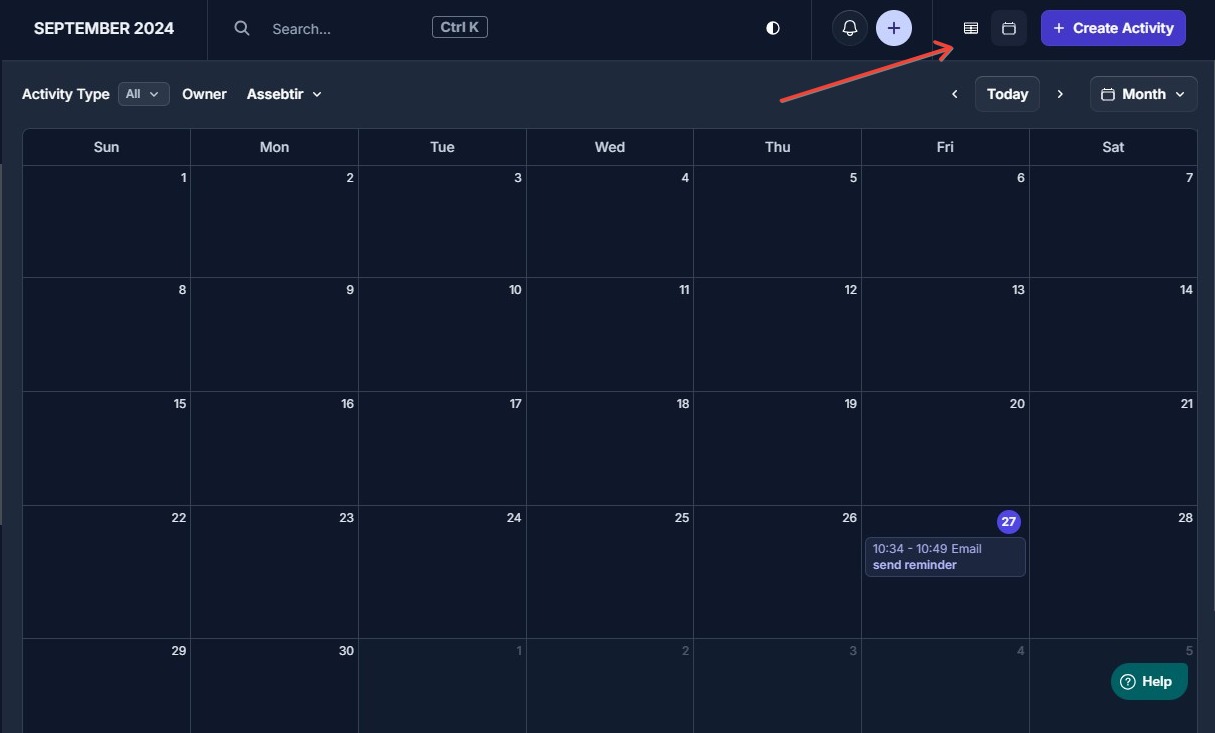 SEPTEMBER 2024 Search... Ctrl K + Create Activity
Activity Type All Owner Assebtir Today Month
Sun Mon Tue Wed Thu Fri Sat
1 2 3 4 5 6 7
8 9 10 11 12 13 14
15 16 17 18 19 20 21
22 23 24 25 26 27 28
10:34 - 10:49 Email
send reminder
29 30 1 2 3 4 5
Help